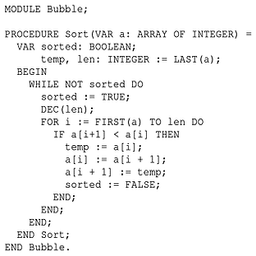 MODULE Bubble;
PROCEDURE Sort(VAR a: ARRAY OF INTEGER) =
VAR sorted: BOOLEAN;
temp, len: INTEGER := LAST(a);
BEGIN
WHILE NOT sorted DO
sorted := TRUE;
DEC(len);
FOR i := FIRST(a) TO len DO
IF a[i+1] < a[i] THEN
temp := a[i];
a[i] := a[i + 1];
a[i + 1] := temp;
sorted := FALSE;
END;
END;
END;
END Sort;
END Bubble.